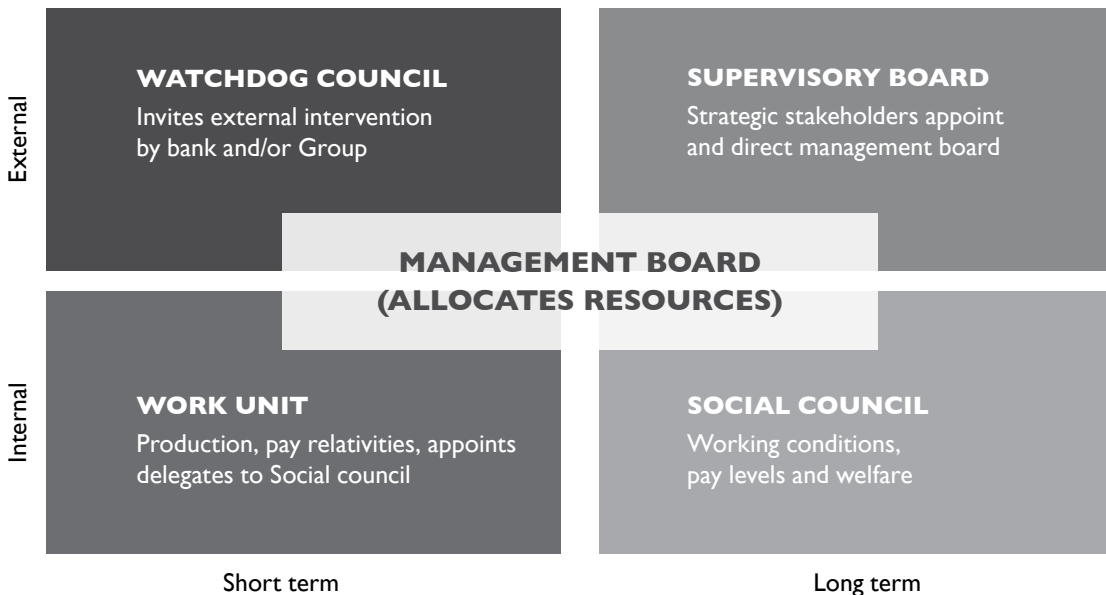 External
WATCHDOG COUNCIL
Invites external intervention
by bank and/or Group
SUPERVISORY BOARD
Strategic stakeholders appoint
and direct management board
MANAGEMENT BOARD
(ALLOCATES RESOURCES)
Internal
WORK UNIT
Production, pay relativities, appoints
delegates to Social council
SOCIAL COUNCIL
Working conditions,
pay levels and welfare
Short term
Long term